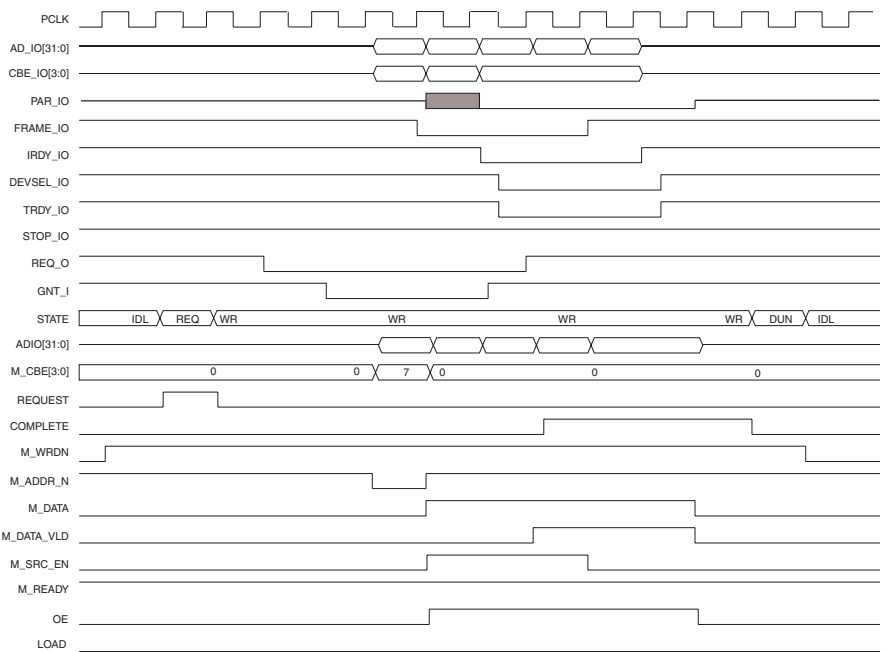 PCLK
AD_IO[31:0]
CBE_IO[3:0]
PAR_IO
FRAME_IO
IRDY_IO
DEVSEL_IO
TRDY_IO
STOP_IO
REQ_O
GNT_I
STATE IDL REQ WR WR WR WR DUN IDL
ADIO[31:0]
M_CBE[3:0] 0 0 7 0 0 0
REQUEST
COMPLETE
M_WRDN
M_ADDR_N
M_DATA
M_DATA_VLD
M_SRC_EN
M_READY
OE
LOAD